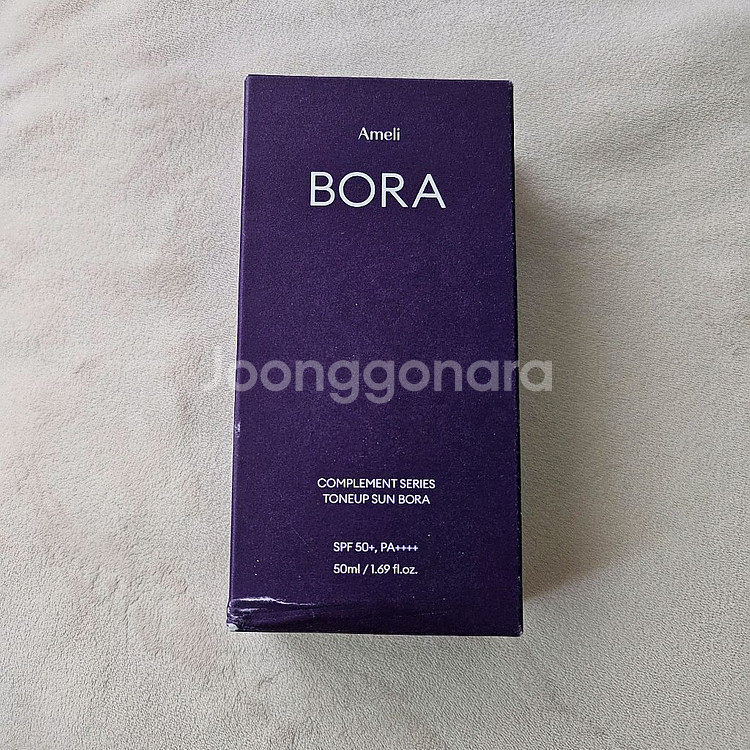 Ameli
BORA
Joonggonara
COMPLEMENT SERIES
TONEUP SUN BORA
SPF 50+, PA++++
50ml / 1.69 fl.oz.